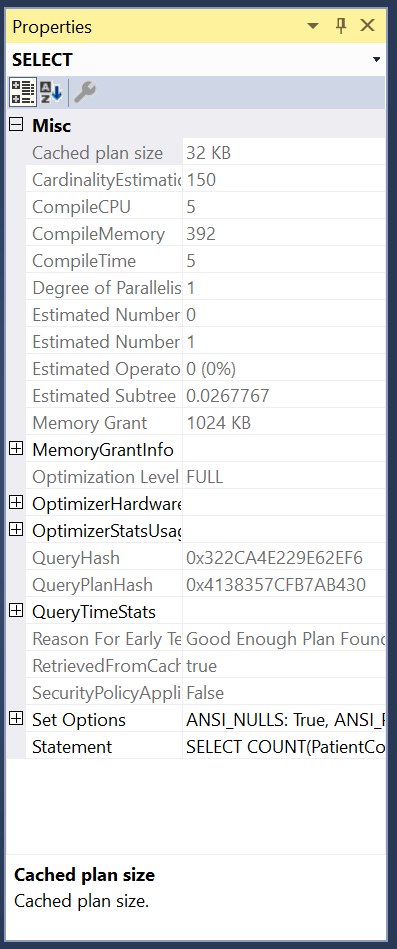 Properties
SELECT
Misc
Cached plan size 32 KB
CardinalityEstimatic 150
CompileCPU 5
CompileMemory 392
CompileTime 5
Degree of Parallelis 1
Estimated Number 0
Estimated Number 1
Estimated Operato 0 (0%)
Estimated Subtree 0.0267767
Memory Grant 1024 KB
MemoryGrantInfo
Optimization Level FULL
OptimizerHardware
OptimizerStatsUsag
QueryHash 0x322CA4E229E62EF6
QueryPlanHash 0x4138357CFB7AB430
QueryTimeStats
Reason For Early Te Good Enough Plan Found
RetrievedFromCach true
SecurityPolicyAppli False
Set Options ANSI_NULLS: True, ANSI_P
Statement SELECT COUNT(PatientCo
Cached plan size
Cached plan size.